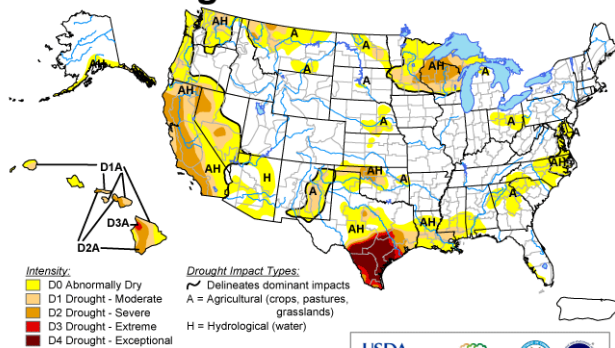 AH
A
A
AH
A
A
AH
A
AH
A
A
A
A
AH
AH
H
A
AH
A
A
AH
AH
D1A
D3A
D2A
Intensity:
D0 Abnormally Dry
D1 Drought - Moderate
D2 Drought - Severe
D3 Drought - Extreme
D4 Drought - Exceptional
Drought Impact Types:
Delineates dominant impacts
A = Agricultural (crops, pastures,
grasslands)
H = Hydrological (water)
USDA